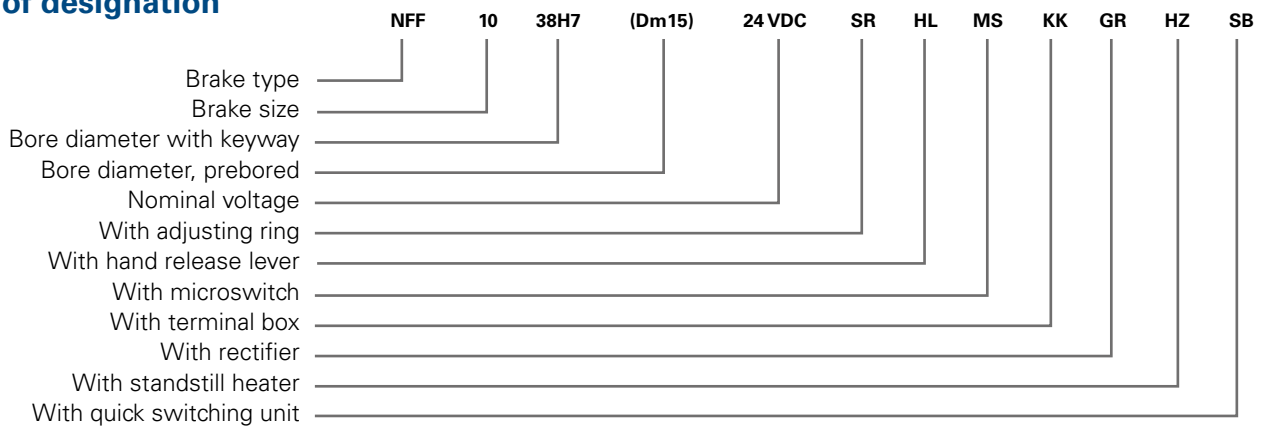 of designation
NFF 10 38H7 (Dm15) 24 VDC SR HL MS KK GR HZ SB
Brake type
Brake size
Bore diameter with keyway
Bore diameter, prebored
Nominal voltage
With adjusting ring
With hand release lever
With microswitch
With terminal box
With rectifier
With standstill heater
With quick switching unit